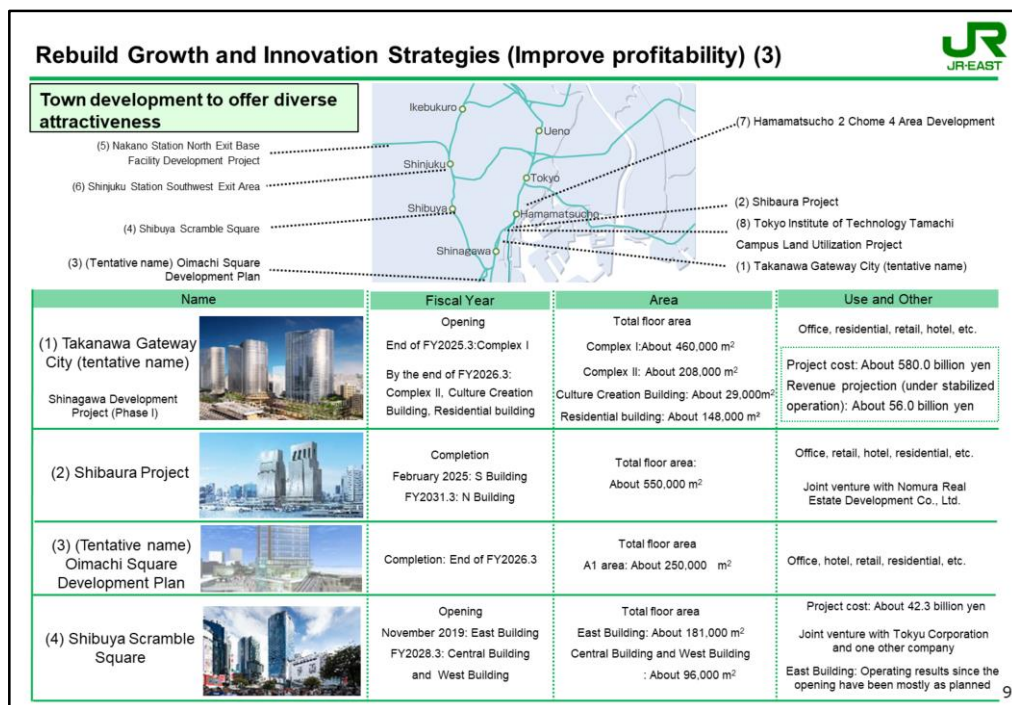 Rebuild Growth and Innovation Strategies (Improve profitability) (3)
JR
JR-EAST
Town development to offer diverse
attractiveness
(5) Nakano Station North Exit Base
Facility Development Project
(6) Shinjuku Station Southwest Exit Area
(4) Shibuya Scramble Square
(3) (Tentative name) Oimachi Square
Development Plan
Ikebukuro
Ueno
Shinjuku
Tokyo
Shibuya
Hamamatsucho
Shinagawa
(7) Hamamatsucho 2 Chome 4 Area Development
(2) Shibaura Project
(8) Tokyo Institute of Technology Tamachi
Campus Land Utilization Project
(1) Takanawa Gateway City (tentative name)
Name
Fiscal Year
Area
Use and Other
(1) Takanawa Gateway
City (tentative name)
Shinagawa Development
Project (Phase I)
Opening
End of FY2025.3:Complex I
By the end of FY2026.3:
Complex II, Culture Creation
Building, Residential building
Total floor area
Complex I:About 460,000 m²
Complex II: About 208,000 m²
Culture Creation Building: About 29,000m²
Residential building: About 148,000 m²
Office, residential, retail, hotel, etc.
Project cost: About 580.0 billion yen
Revenue projection (under stabilized
operation): About 56.0 billion yen
(2) Shibaura Project
Completion
February 2025: S Building
FY2031.3: N Building
Total floor area:
About 550,000 m²
Office, retail, hotel, residential, etc.
Joint venture with Nomura Real
Estate Development Co., Ltd.
(3) (Tentative name)
Oimachi Square
Development Plan
Completion: End of FY2026.3
Total floor area
A1 area: About 250,000 m²
Office, hotel, retail, residential, etc.
(4) Shibuya Scramble
Square
Opening
November 2019: East Building
FY2028.3: Central Building
and West Building
Total floor area
East Building: About 181,000 m²
Central Building and West Building
: About 96,000 m²
Project cost: About 42.3 billion yen
Joint venture with Tokyu Corporation
and one other company
East Building: Operating results since the
opening have been mostly as planned
9